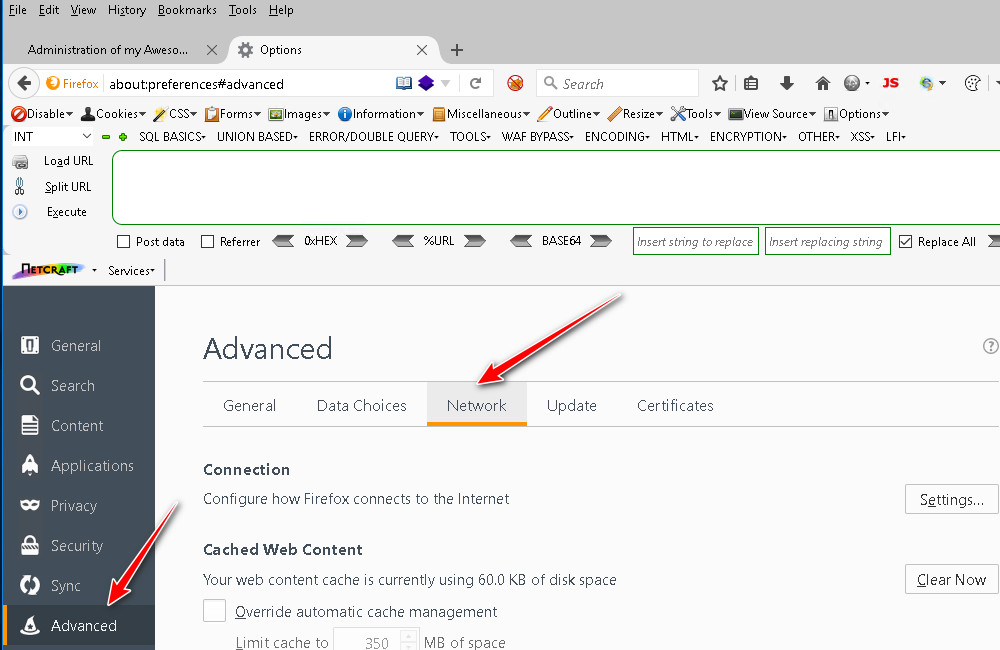 File Edit View History Bookmarks Tools Help
Administration of my Aweso... Options
Firefox about:preferences#advanced Search JS
Disable Cookies CSS Forms Images Information Miscellaneous Outline Resize Tools View Source Options
INT SQL BASICS UNION BASED ERROR/DOUBLE QUERY TOOLS WAF BYPASS ENCODING HTML ENCRYPTION OTHER XSS LFI
Load URL
Split URL
Execute
Post data Referrer 0xHEX %URL BASE64 Insert string to replace Insert replacing string Replace All
NETCRAFT Services
General
Search
Content
Applications
Privacy
Security
Sync
Advanced
Advanced ?
General Data Choices Network Update Certificates
Connection
Configure how Firefox connects to the Internet Settings...
Cached Web Content
Your web content cache is currently using 60.0 KB of disk space Clear Now
Override automatic cache management
Limit cache to 350 MB of space